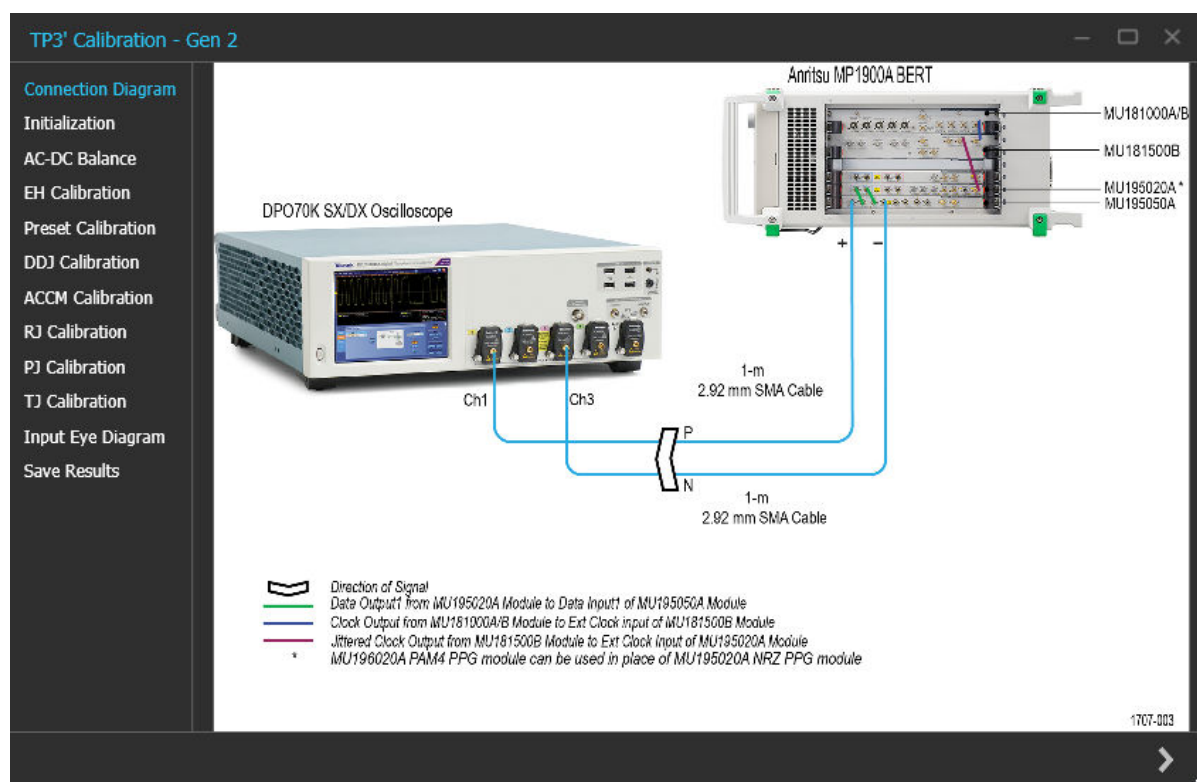 TP3' Calibration - Gen 2
Connection Diagram
Initialization
AC-DC Balance
EH Calibration
Preset Calibration
DDJ Calibration
ACCM Calibration
RJ Calibration
PJ Calibration
TJ Calibration
Input Eye Diagram
Save Results
Anritsu MP1900A BERT
MU181000A/B
MU181500B
MU195020A *
MU195050A
+ –
DPO70K SX/DX Oscilloscope
Ch1
Ch3
1-m
2.92 mm SMA Cable
P
N
1-m
2.92 mm SMA Cable
Direction of Signal
Data Output1 from MU195020A Module to Data Input1 of MU195050A Module
Clock Output from MU181000A/B Module to Ext Clock input of MU181500B Module
Jittered Clock Output from MU181500B Module to Ext Clock Input of MU195020A Module
* MU196020A PAM4 PPG module can be used in place of MU195020A NRZ PPG module
1707-003